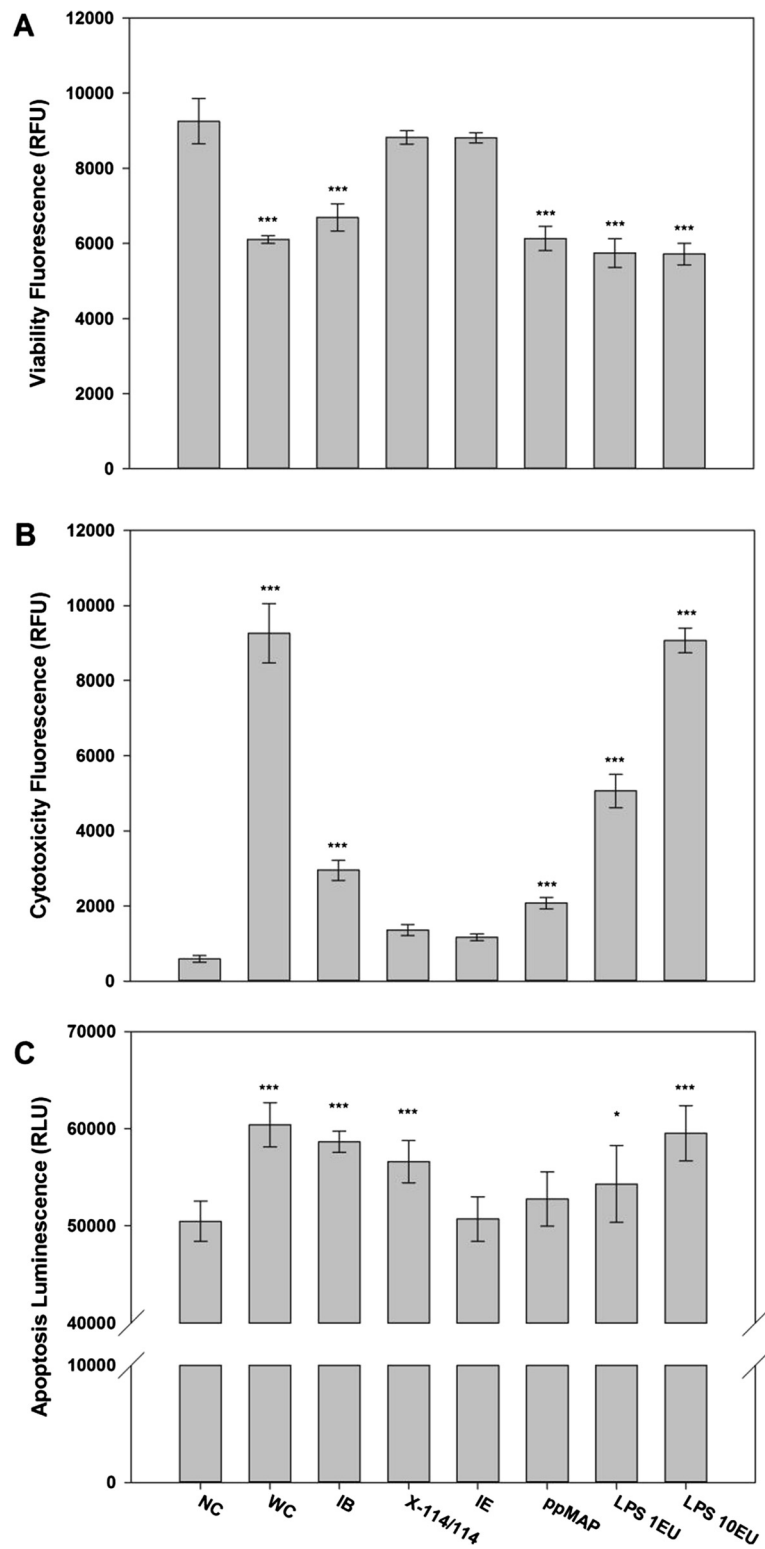 A
Viability Fluorescence (RFU)
12000
10000
8000
6000
4000
2000
0
*** *** *** *** ***
B
Cytotoxicity Fluorescence (RFU)
12000
10000
8000
6000
4000
2000
0
*** *** *** *** ***
C
Apoptosis Luminescence (RLU)
70000
60000
50000
40000
10000
0
*** *** *** * ***
NC WC IB X-114/114 IE ppMAP LPS 1EU LPS 10EU